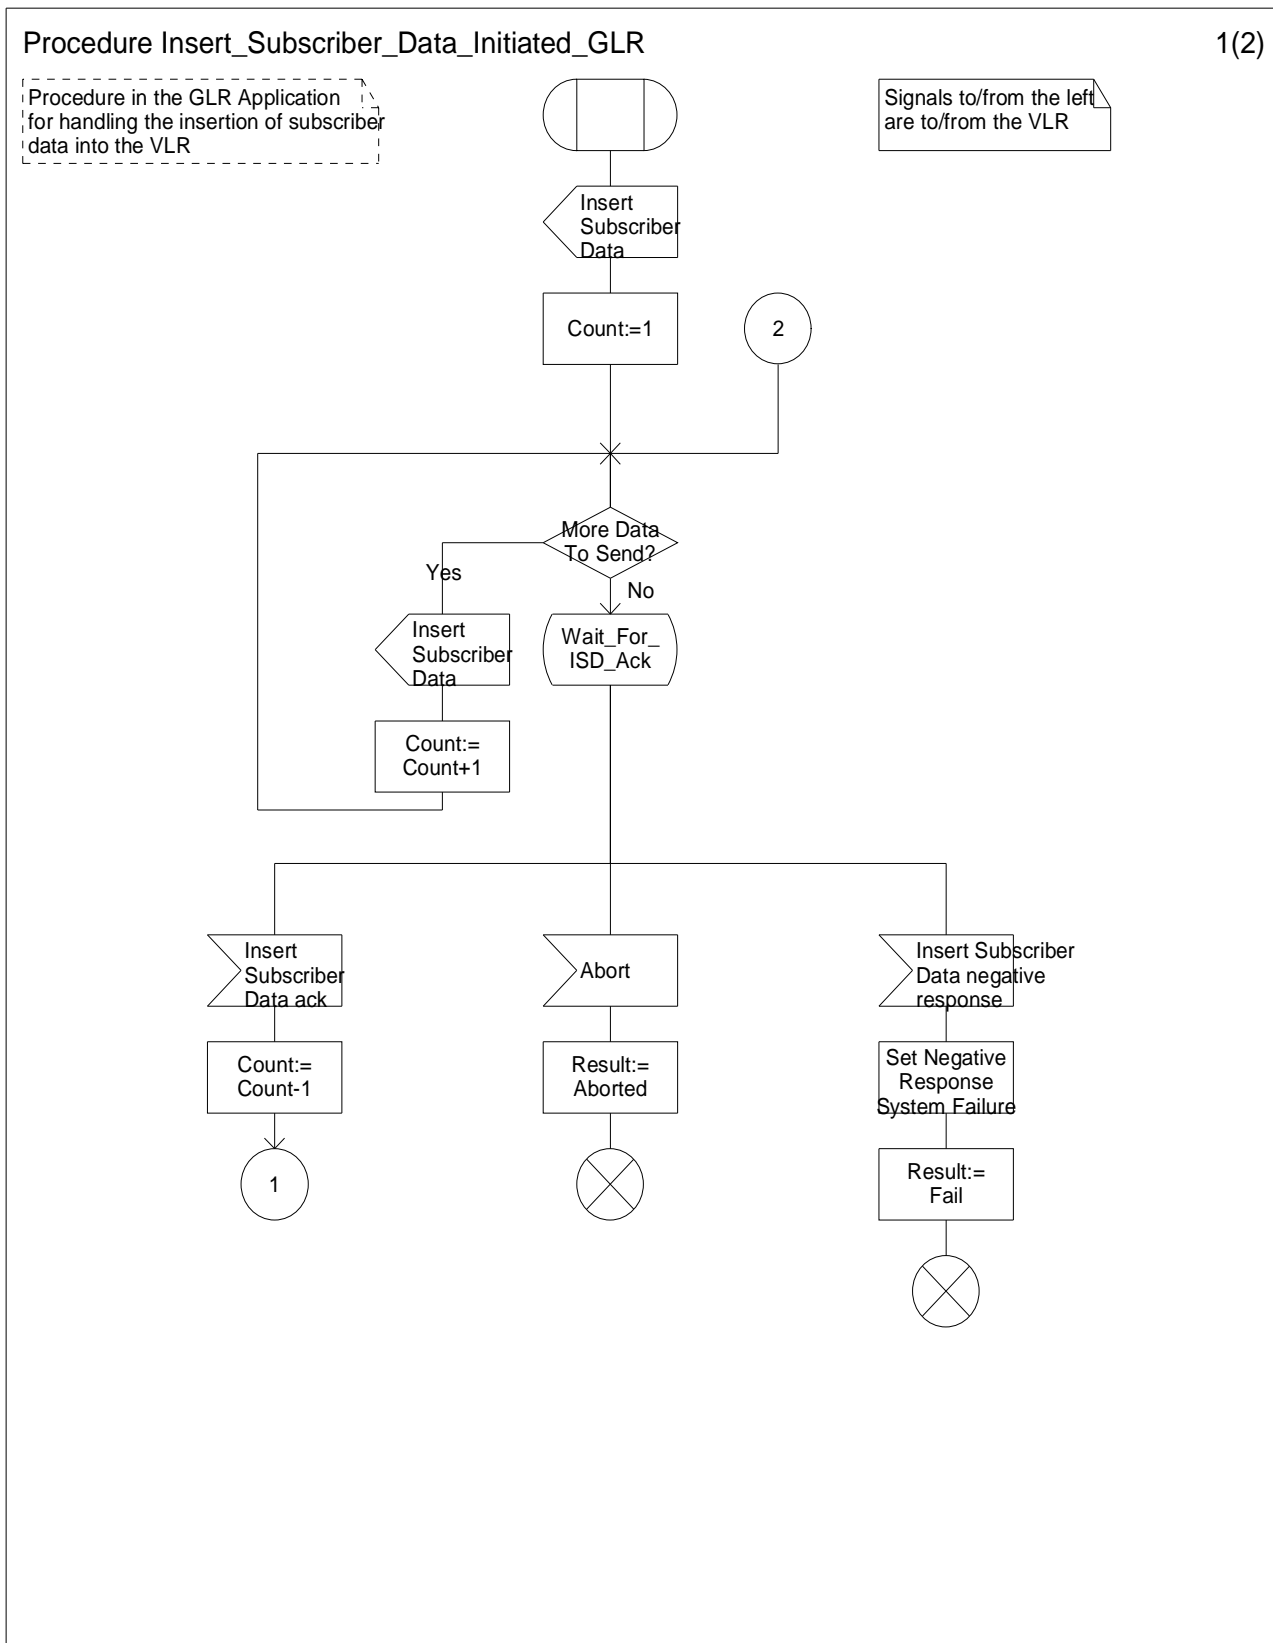 Procedure Insert_Subscriber_Data_Initiated_GLR
1(2)
Procedure in the GLR Application
for handling the insertion of subscriber
data into the VLR
Signals to/from the left
are to/from the VLR
Insert
Subscriber
Data
Count:=1
2
More Data
To Send?
Yes
No
Insert
Subscriber
Data
Wait_For_
ISD_Ack
Count:=
Count+1
Insert
Subscriber
Data ack
Abort
Insert Subscriber
Data negative
response
Count:=
Count-1
Result:=
Aborted
Set Negative
Response
System Failure
1
Result:=
Fail